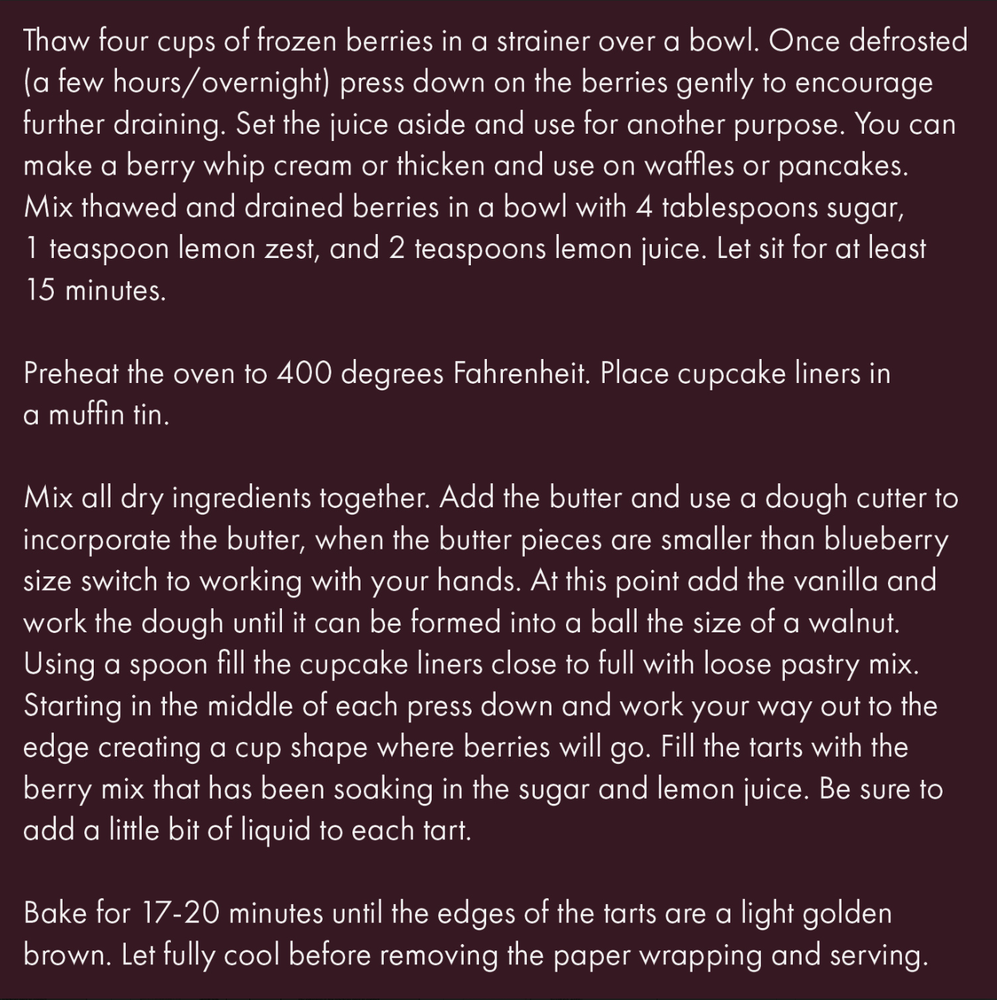 Thaw four cups of frozen berries in a strainer over a bowl. Once defrosted
(a few hours/overnight) press down on the berries gently to encourage
further draining. Set the juice aside and use for another purpose. You can
make a berry whip cream or thicken and use on waffles or pancakes.
Mix thawed and drained berries in a bowl with 4 tablespoons sugar,
1 teaspoon lemon zest, and 2 teaspoons lemon juice. Let sit for at least
15 minutes.
Preheat the oven to 400 degrees Fahrenheit. Place cupcake liners in
a muffin tin.
Mix all dry ingredients together. Add the butter and use a dough cutter to
incorporate the butter, when the butter pieces are smaller than blueberry
size switch to working with your hands. At this point add the vanilla and
work the dough until it can be formed into a ball the size of a walnut.
Using a spoon fill the cupcake liners close to full with loose pastry mix.
Starting in the middle of each press down and work your way out to the
edge creating a cup shape where berries will go. Fill the tarts with the
berry mix that has been soaking in the sugar and lemon juice. Be sure to
add a little bit of liquid to each tart.
Bake for 17-20 minutes until the edges of the tarts are a light golden
brown. Let fully cool before removing the paper wrapping and serving.